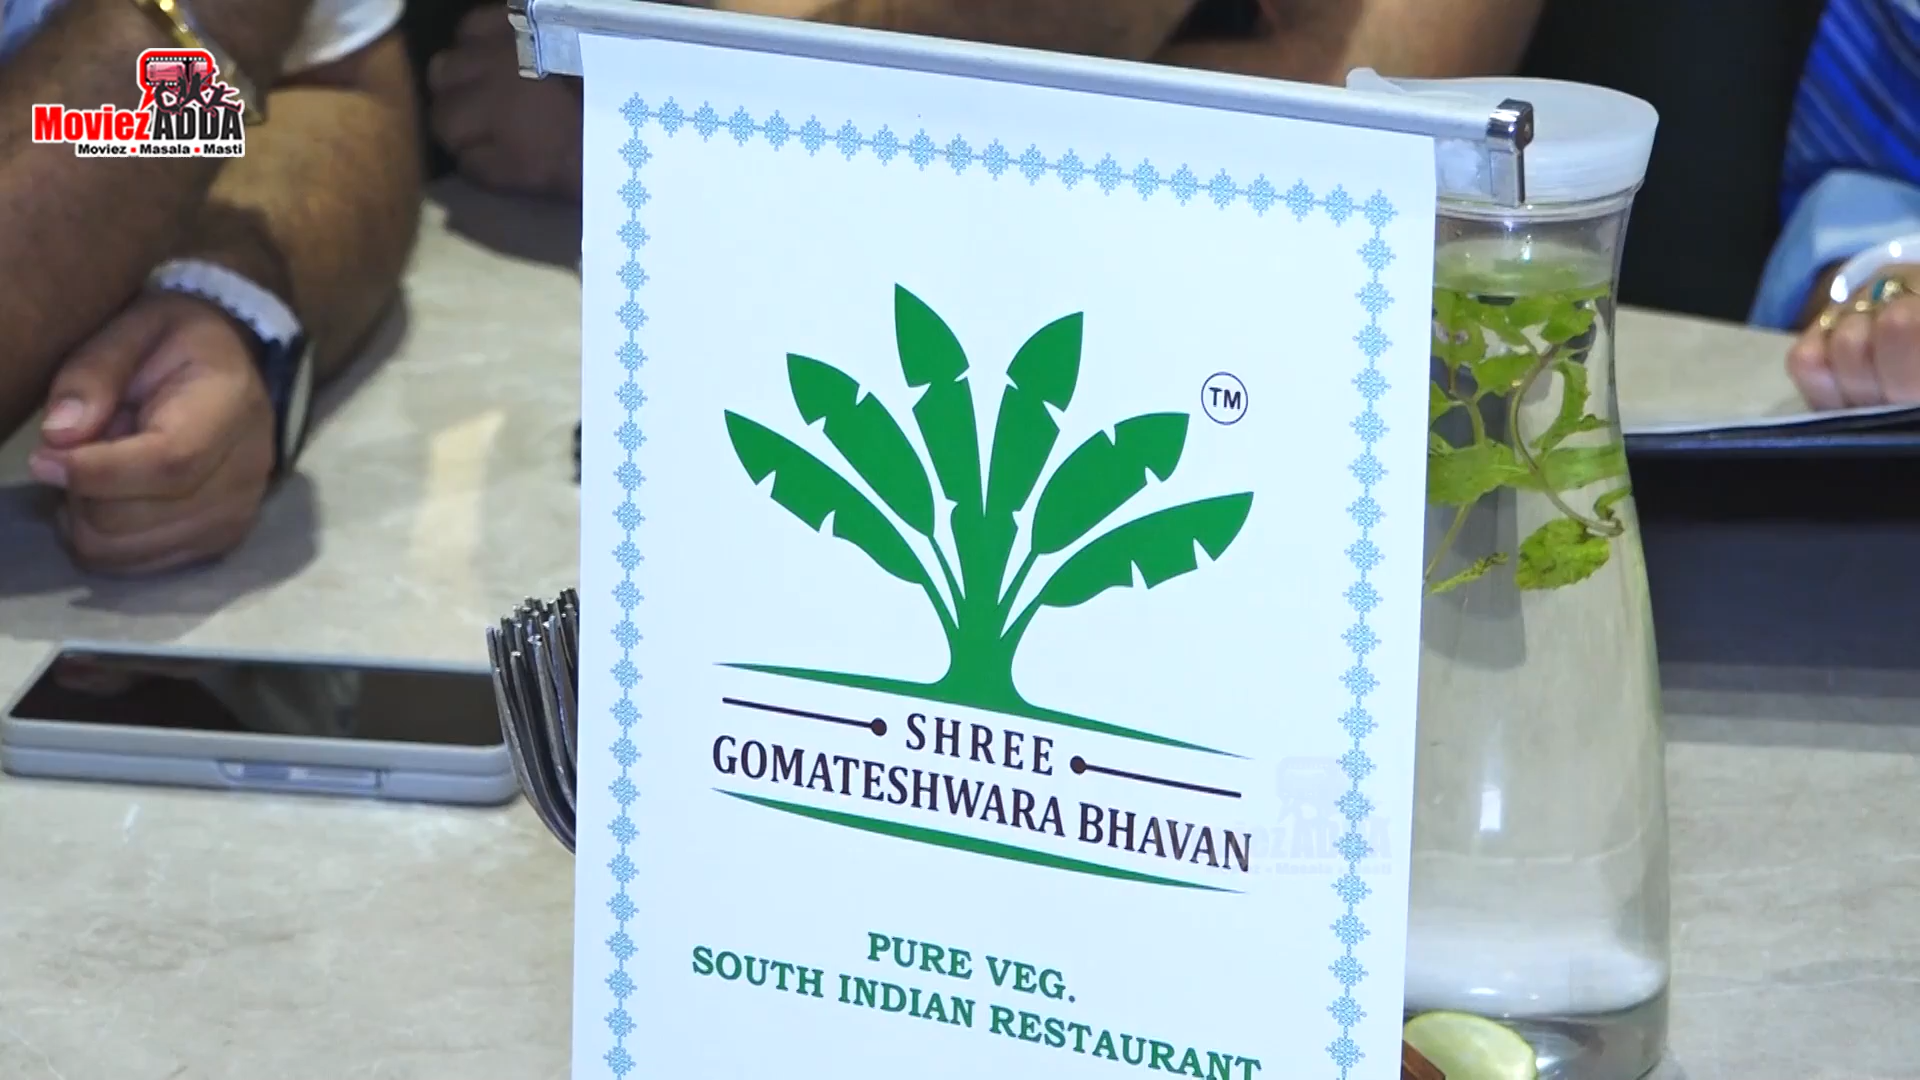 MoviezADDA
Moviez • Masala • Masti
TM
SHREE
GOMATESHWARA BHAVAN
PURE VEG.
SOUTH INDIAN RESTAURANT